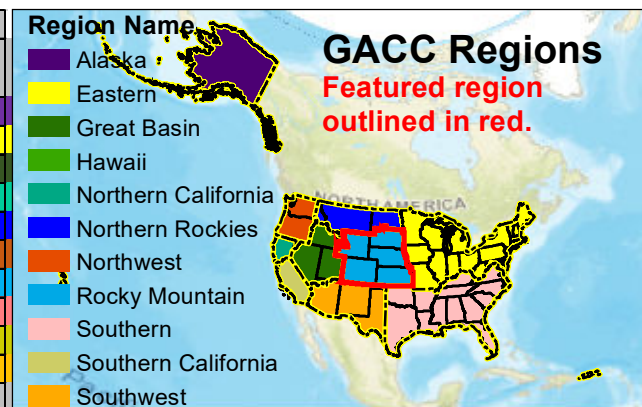 Region Name
Alaska
Eastern
Great Basin
Hawaii
Northern California
Northern Rockies
Northwest
Rocky Mountain
Southern
Southern California
Southwest
GACC Regions
Featured region
outlined in red.
NORTH AMERICA